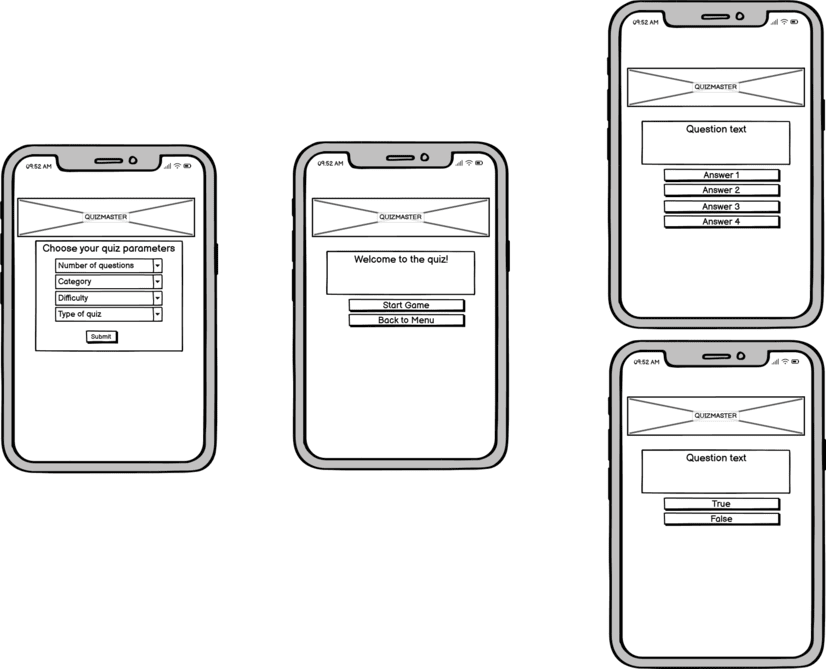 09:52 AM
QUIZMASTER
Choose your quiz parameters
Number of questions
Category
Difficulty
Type of quiz
Submit
09:52 AM
QUIZMASTER
Welcome to the quiz!
Start Game
Back to Menu
09:52 AM
QUIZMASTER
Question text
Answer 1
Answer 2
Answer 3
Answer 4
09:52 AM
QUIZMASTER
Question text
True
False